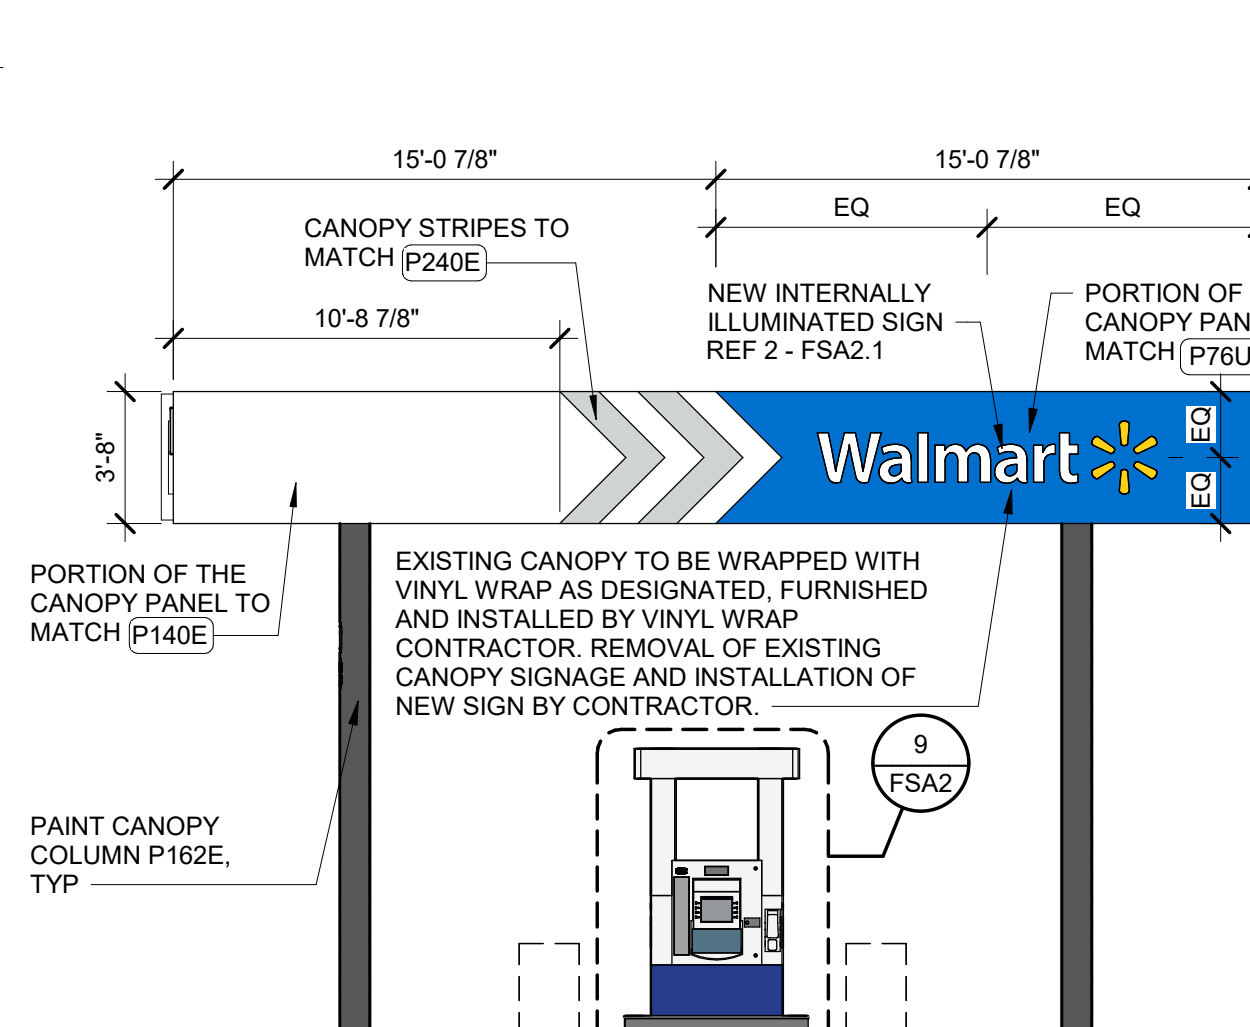 15'-0 7/8"
15'-0 7/8"
EQ
EQ
CANOPY STRIPES TO
MATCH P240E
NEW INTERNALLY
ILLUMINATED SIGN
REF 2 - FSA2.1
PORTION OF
CANOPY PAN
MATCH P76U
10'-8 7/8"
3'-8"
Walmart
EQ
EQ
PORTION OF THE
CANOPY PANEL TO
MATCH P140E
EXISTING CANOPY TO BE WRAPPED WITH
VINYL WRAP AS DESIGNATED, FURNISHED
AND INSTALLED BY VINYL WRAP
CONTRACTOR. REMOVAL OF EXISTING
CANOPY SIGNAGE AND INSTALLATION OF
NEW SIGN BY CONTRACTOR.
9
FSA2
PAINT CANOPY
COLUMN P162E,
TYP